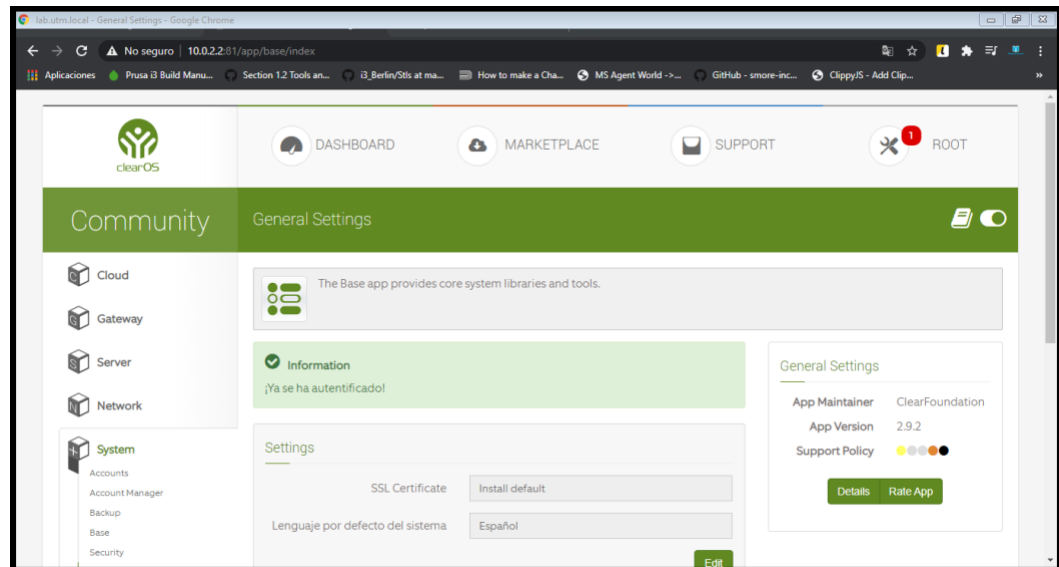 lab.utm.local - General Settings - Google Chrome
No seguro | 10.0.2.2:81/app/base/index
Aplicaciones Prusa i3 Build Manu... Section 1.2 Tools an... i3_Berlin/Stls at ma... How to make a Cha... MS Agent World ->... GitHub - smore-inc... ClippyJS - Add Clip... »
clearOS
DASHBOARD
MARKETPLACE
SUPPORT
1
ROOT
Community
General Settings
Cloud
Gateway
Server
Network
System
Accounts
Account Manager
Backup
Base
Security
The Base app provides core system libraries and tools.
Information
¡Ya se ha autentificado!
Settings
SSL Certificate Install default
Lenguaje por defecto del sistema Español
Edit
General Settings
App Maintainer ClearFoundation
App Version 2.9.2
Support Policy
Details Rate App